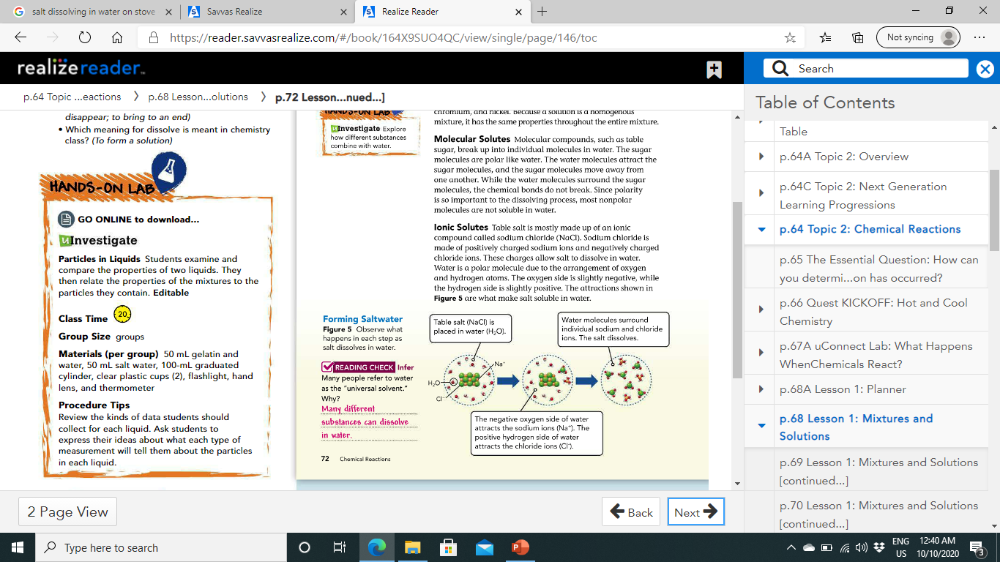 salt dissolving in water on stove
Savvas Realize
Realize Reader
https://reader.savvasrealize.com/#/book/164X9SUO4QC/view/single/page/146/toc
Not syncing
realizereader
p.64 Topic ...eactions
p.68 Lesson...olutions
p.72 Lesson...nued...]
disappear; to bring to an end)
• Which meaning for dissolve is meant in chemistry
class? (To form a solution)
HANDS-ON LAB
GO ONLINE to download...
uInvestigate
Particles in Liquids Students examine and
compare the properties of two liquids. They
then relate the properties of the mixtures to the
particles they contain. Editable
Class Time 20
Group Size groups
Materials (per group) 50 mL gelatin and
water, 50 mL salt water, 100-mL graduated
cylinder, clear plastic cups (2), flashlight, hand
lens, and thermometer
Procedure Tips
Review the kinds of data students should
collect for each liquid. Ask students to
express their ideas about what each type of
measurement will tell them about the particles
in each liquid.
HANDS-ON LAB
uInvestigate Explore
how different substances
combine with water.
chromium, and nickel. Because a solution is a homogenous
mixture, it has the same properties throughout the entire mixture.
Molecular Solutes Molecular compounds, such as table
sugar, break up into individual molecules in water. The sugar
molecules are polar like water. The water molecules attract the
sugar molecules, and the sugar molecules move away from
one another. While the water molecules surround the sugar
molecules, the chemical bonds do not break. Since polarity
is so important to the dissolving process, most nonpolar
molecules are not soluble in water.
Ionic Solutes Table salt is mostly made up of an ionic
compound called sodium chloride (NaCl). Sodium chloride is
made of positively charged sodium ions and negatively charged
chloride ions. These charges allow salt to dissolve in water.
Water is a polar molecule due to the arrangement of oxygen
and hydrogen atoms. The oxygen side is slightly negative, while
the hydrogen side is slightly positive. The attractions shown in
Figure 5 are what make salt soluble in water.
Forming Saltwater
Figure 5 Observe what
happens in each step as
salt dissolves in water.
READING CHECK Infer
Many people refer to water
as the "universal solvent."
Why?
Many different
substances can dissolve
in water.
Table salt (NaCl) is
placed in water (H₂O).
Water molecules surround
individual sodium and chloride
ions. The salt dissolves.
Na⁺
H₂O
Cl⁻
The negative oxygen side of water
attracts the sodium ions (Na⁺). The
positive hydrogen side of water
attracts the chloride ions (Cl⁻).
72 Chemical Reactions
2 Page View
Back
Next
Search
Table of Contents
Table
p.64A Topic 2: Overview
p.64C Topic 2: Next Generation
Learning Progressions
p.64 Topic 2: Chemical Reactions
p.65 The Essential Question: How can
you determi...on has occurred?
p.66 Quest KICKOFF: Hot and Cool
Chemistry
p.67A uConnect Lab: What Happens
WhenChemicals React?
p.68A Lesson 1: Planner
p.68 Lesson 1: Mixtures and
Solutions
p.69 Lesson 1: Mixtures and Solutions
[continued...]
p.70 Lesson 1: Mixtures and Solutions
[continued...]
Type here to search
ENG
US
12:40 AM
10/10/2020
3